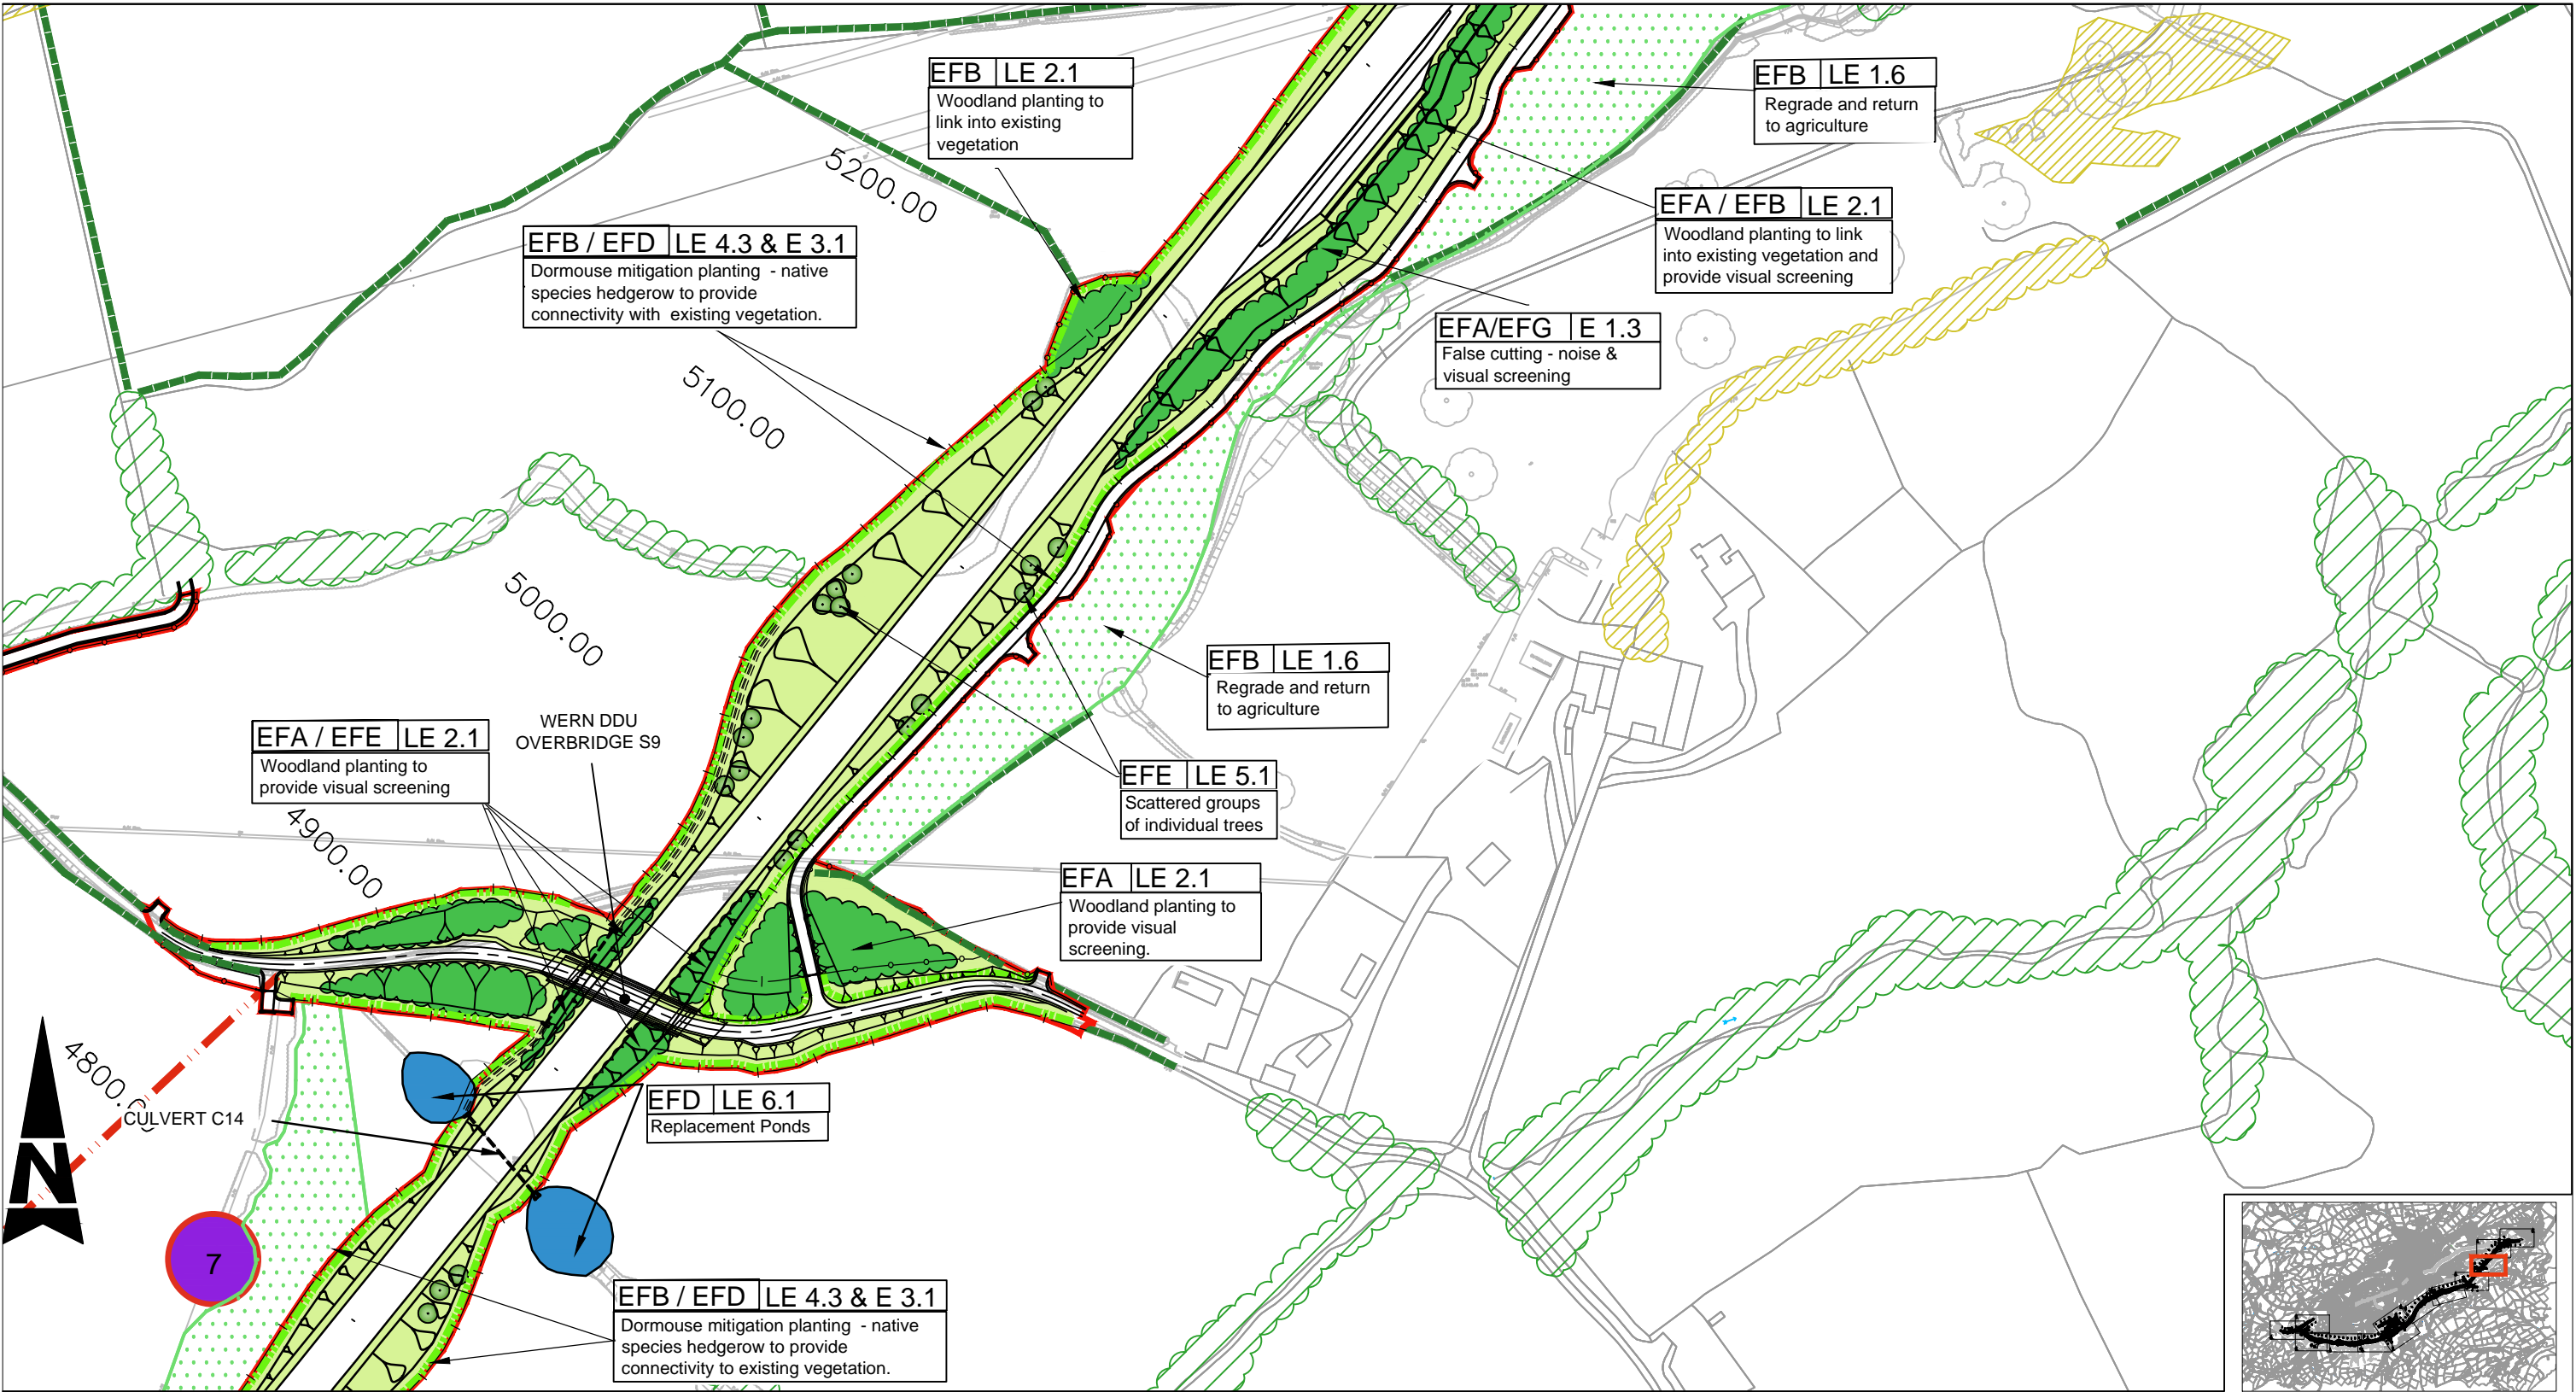 EFB LE 2.1
Woodland planting to
link into existing
vegetation
EFB LE 1.6
Regrade and return
to agriculture
5200.00
EFA / EFB LE 2.1
Woodland planting to link
into existing vegetation and
provide visual screening
EFB / EFD LE 4.3 & E 3.1
Dormouse mitigation planting - native
species hedgerow to provide
connectivity with existing vegetation.
EFA/EFG E 1.3
False cutting - noise &
visual screening
5100.00
5000.00
EFB LE 1.6
Regrade and return
to agriculture
EFA / EFE LE 2.1
Woodland planting to
provide visual screening
WERN DDU
OVERBRIDGE S9
EFE LE 5.1
Scattered groups
of individual trees
4900.00
EFA LE 2.1
Woodland planting to
provide visual
screening.
4800.00
CULVERT C14
EFD LE 6.1
Replacement Ponds
N
7
EFB / EFD LE 4.3 & E 3.1
Dormouse mitigation planting - native
species hedgerow to provide
connectivity to existing vegetation.